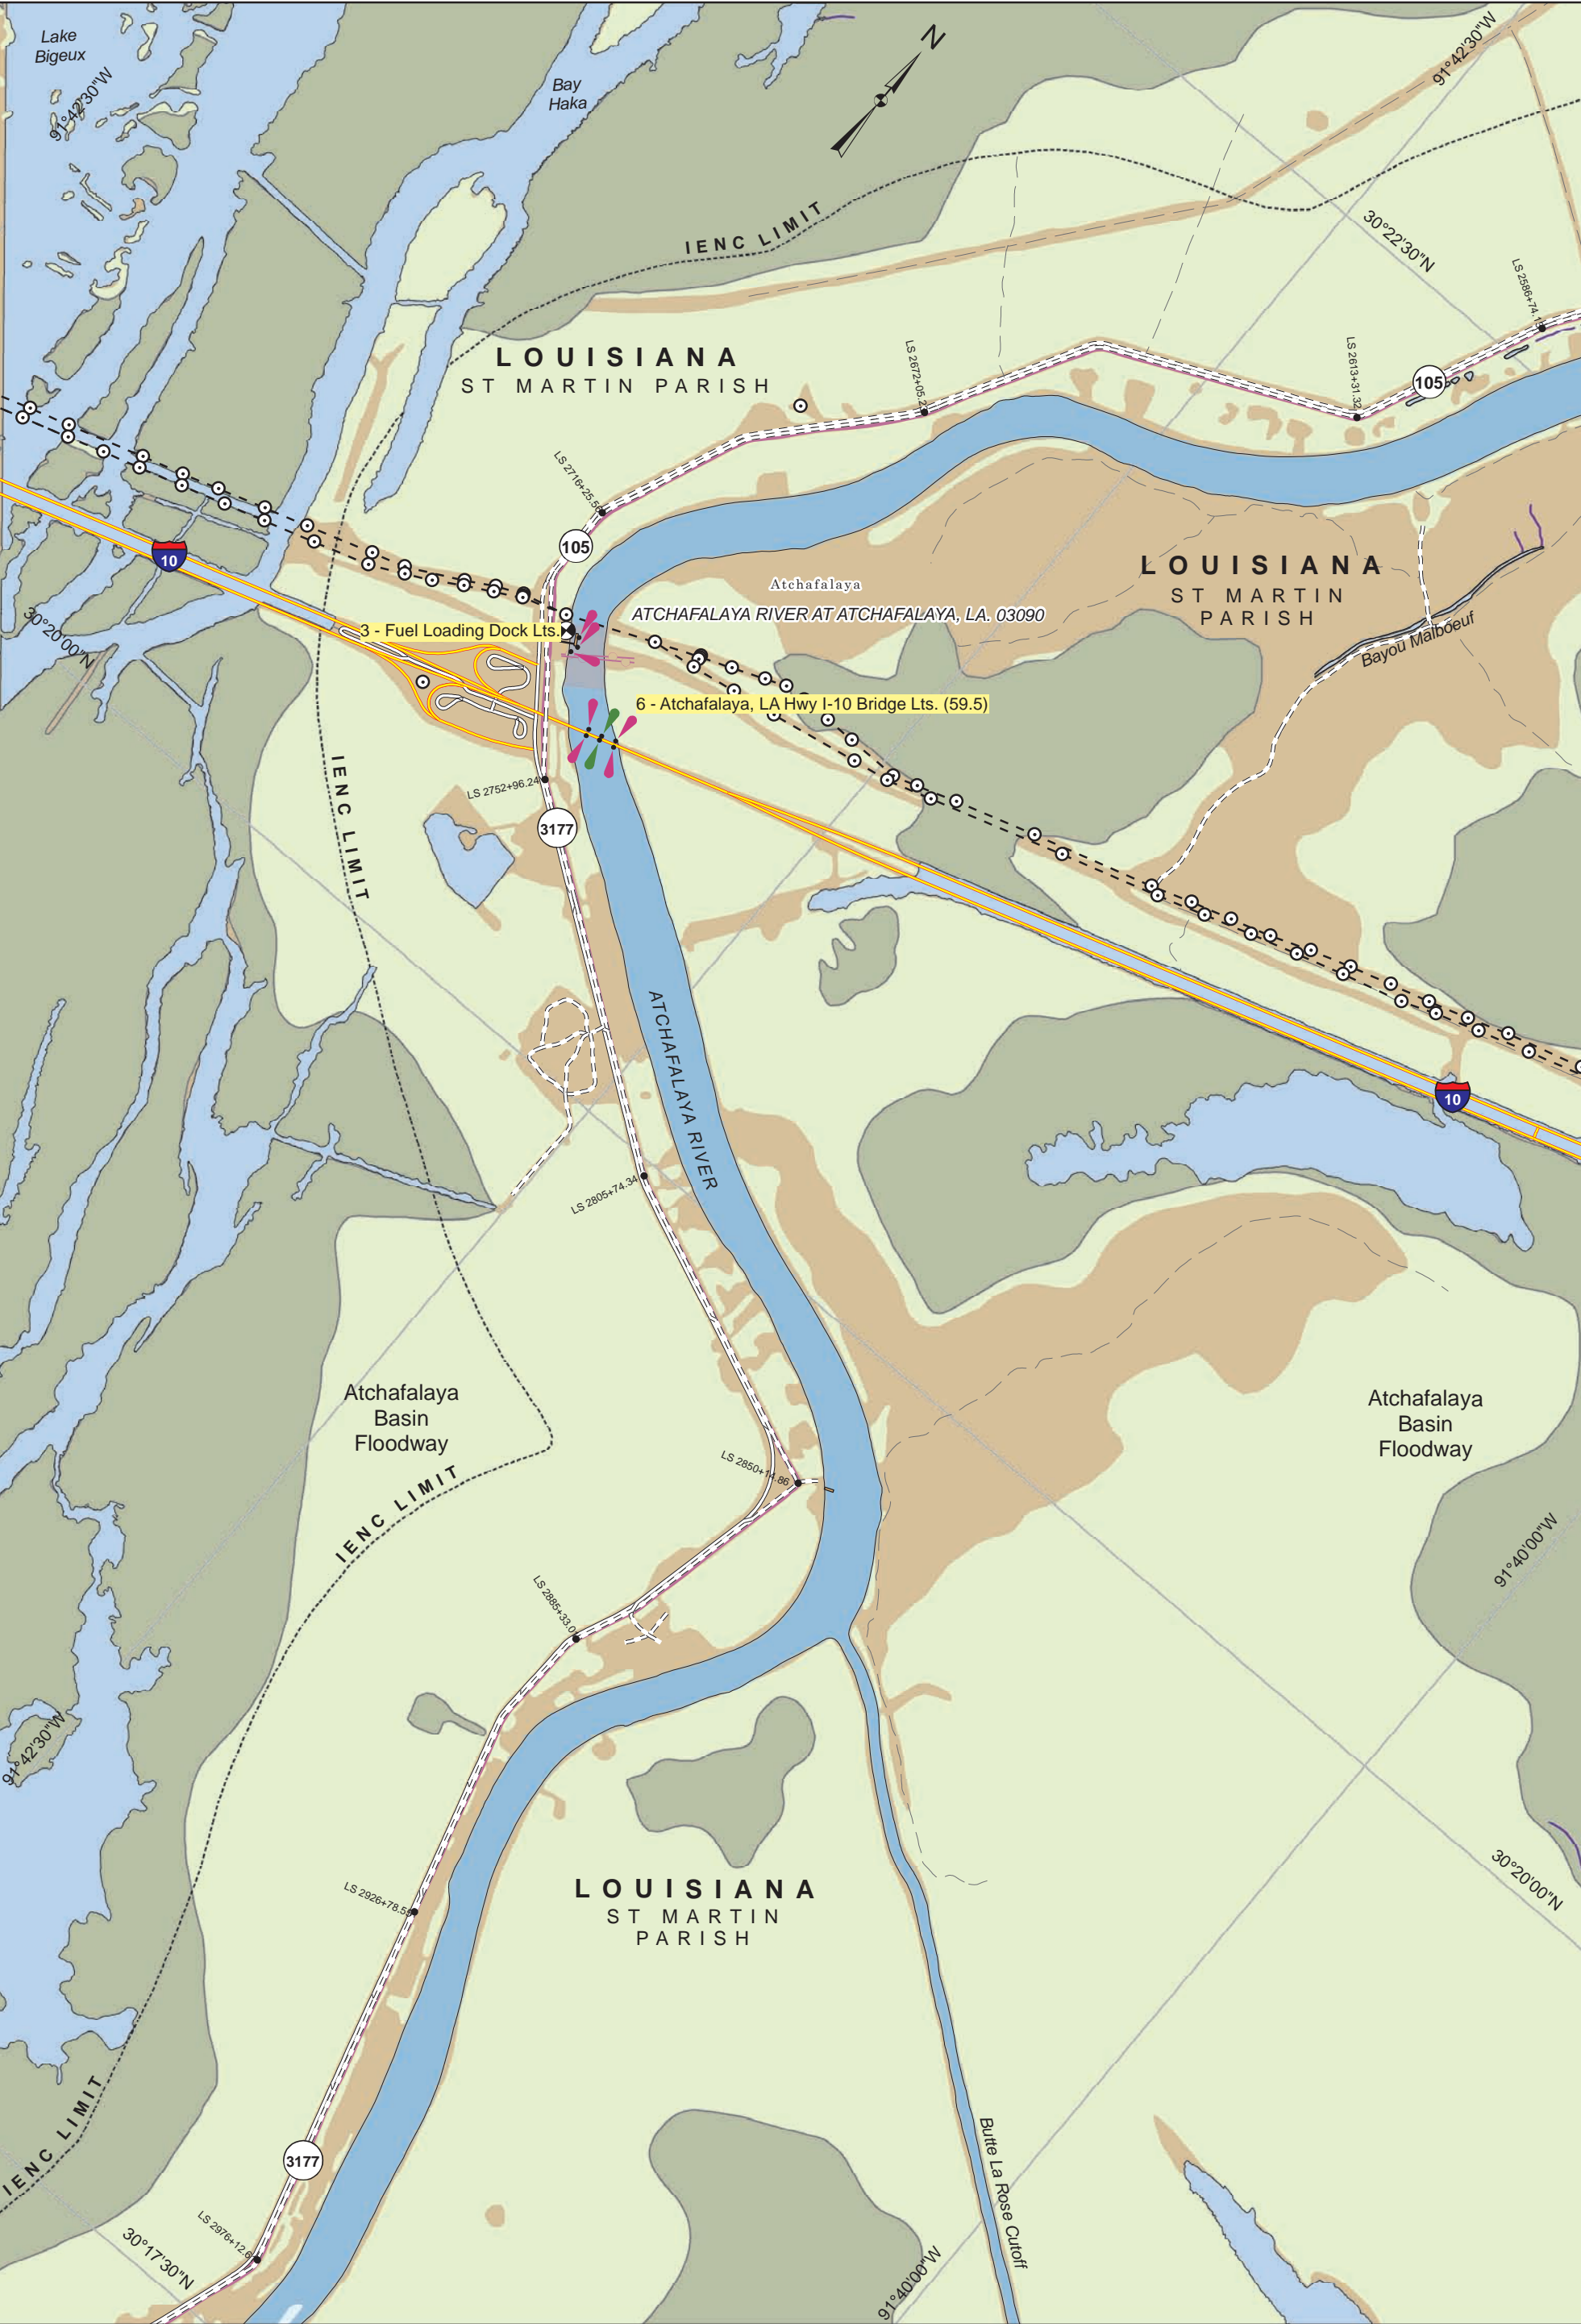 N
Lake
Bigeux
91°42'30"W
Bay
Haka
91°42'30"W
IENC LIMIT
30°22'30"N
LOUISIANA
ST MARTIN PARISH
LS 2672+05.2
LS 2613+31.32
LS 2586+74.1
105
LS 2716+25.56
105
10
LOUISIANA
ST MARTIN
PARISH
Atchafalaya
ATCHAFALAYA RIVER AT ATCHAFALAYA, LA. 03090
3 - Fuel Loading Dock Lts.
30°20'00"N
Bayou Malboeuf
6 - Atchafalaya, LA Hwy I-10 Bridge Lts. (59.5)
IENC LIMIT
LS 2752+96.24
3177
ATCHAFALAYA RIVER
10
LS 2805+74.34
Atchafalaya
Basin
Floodway
Atchafalaya
Basin
Floodway
LS 2850+14.86
IENC LIMIT
91°40'00"W
LS 2885+33.0
91°42'30"W
LOUISIANA
ST MARTIN
PARISH
LS 2926+78.5
30°20'00"N
IENC LIMIT
3177
Butte La Rose Cutoff
LS 2976+12.6
30°17'30"N
91°40'00"W